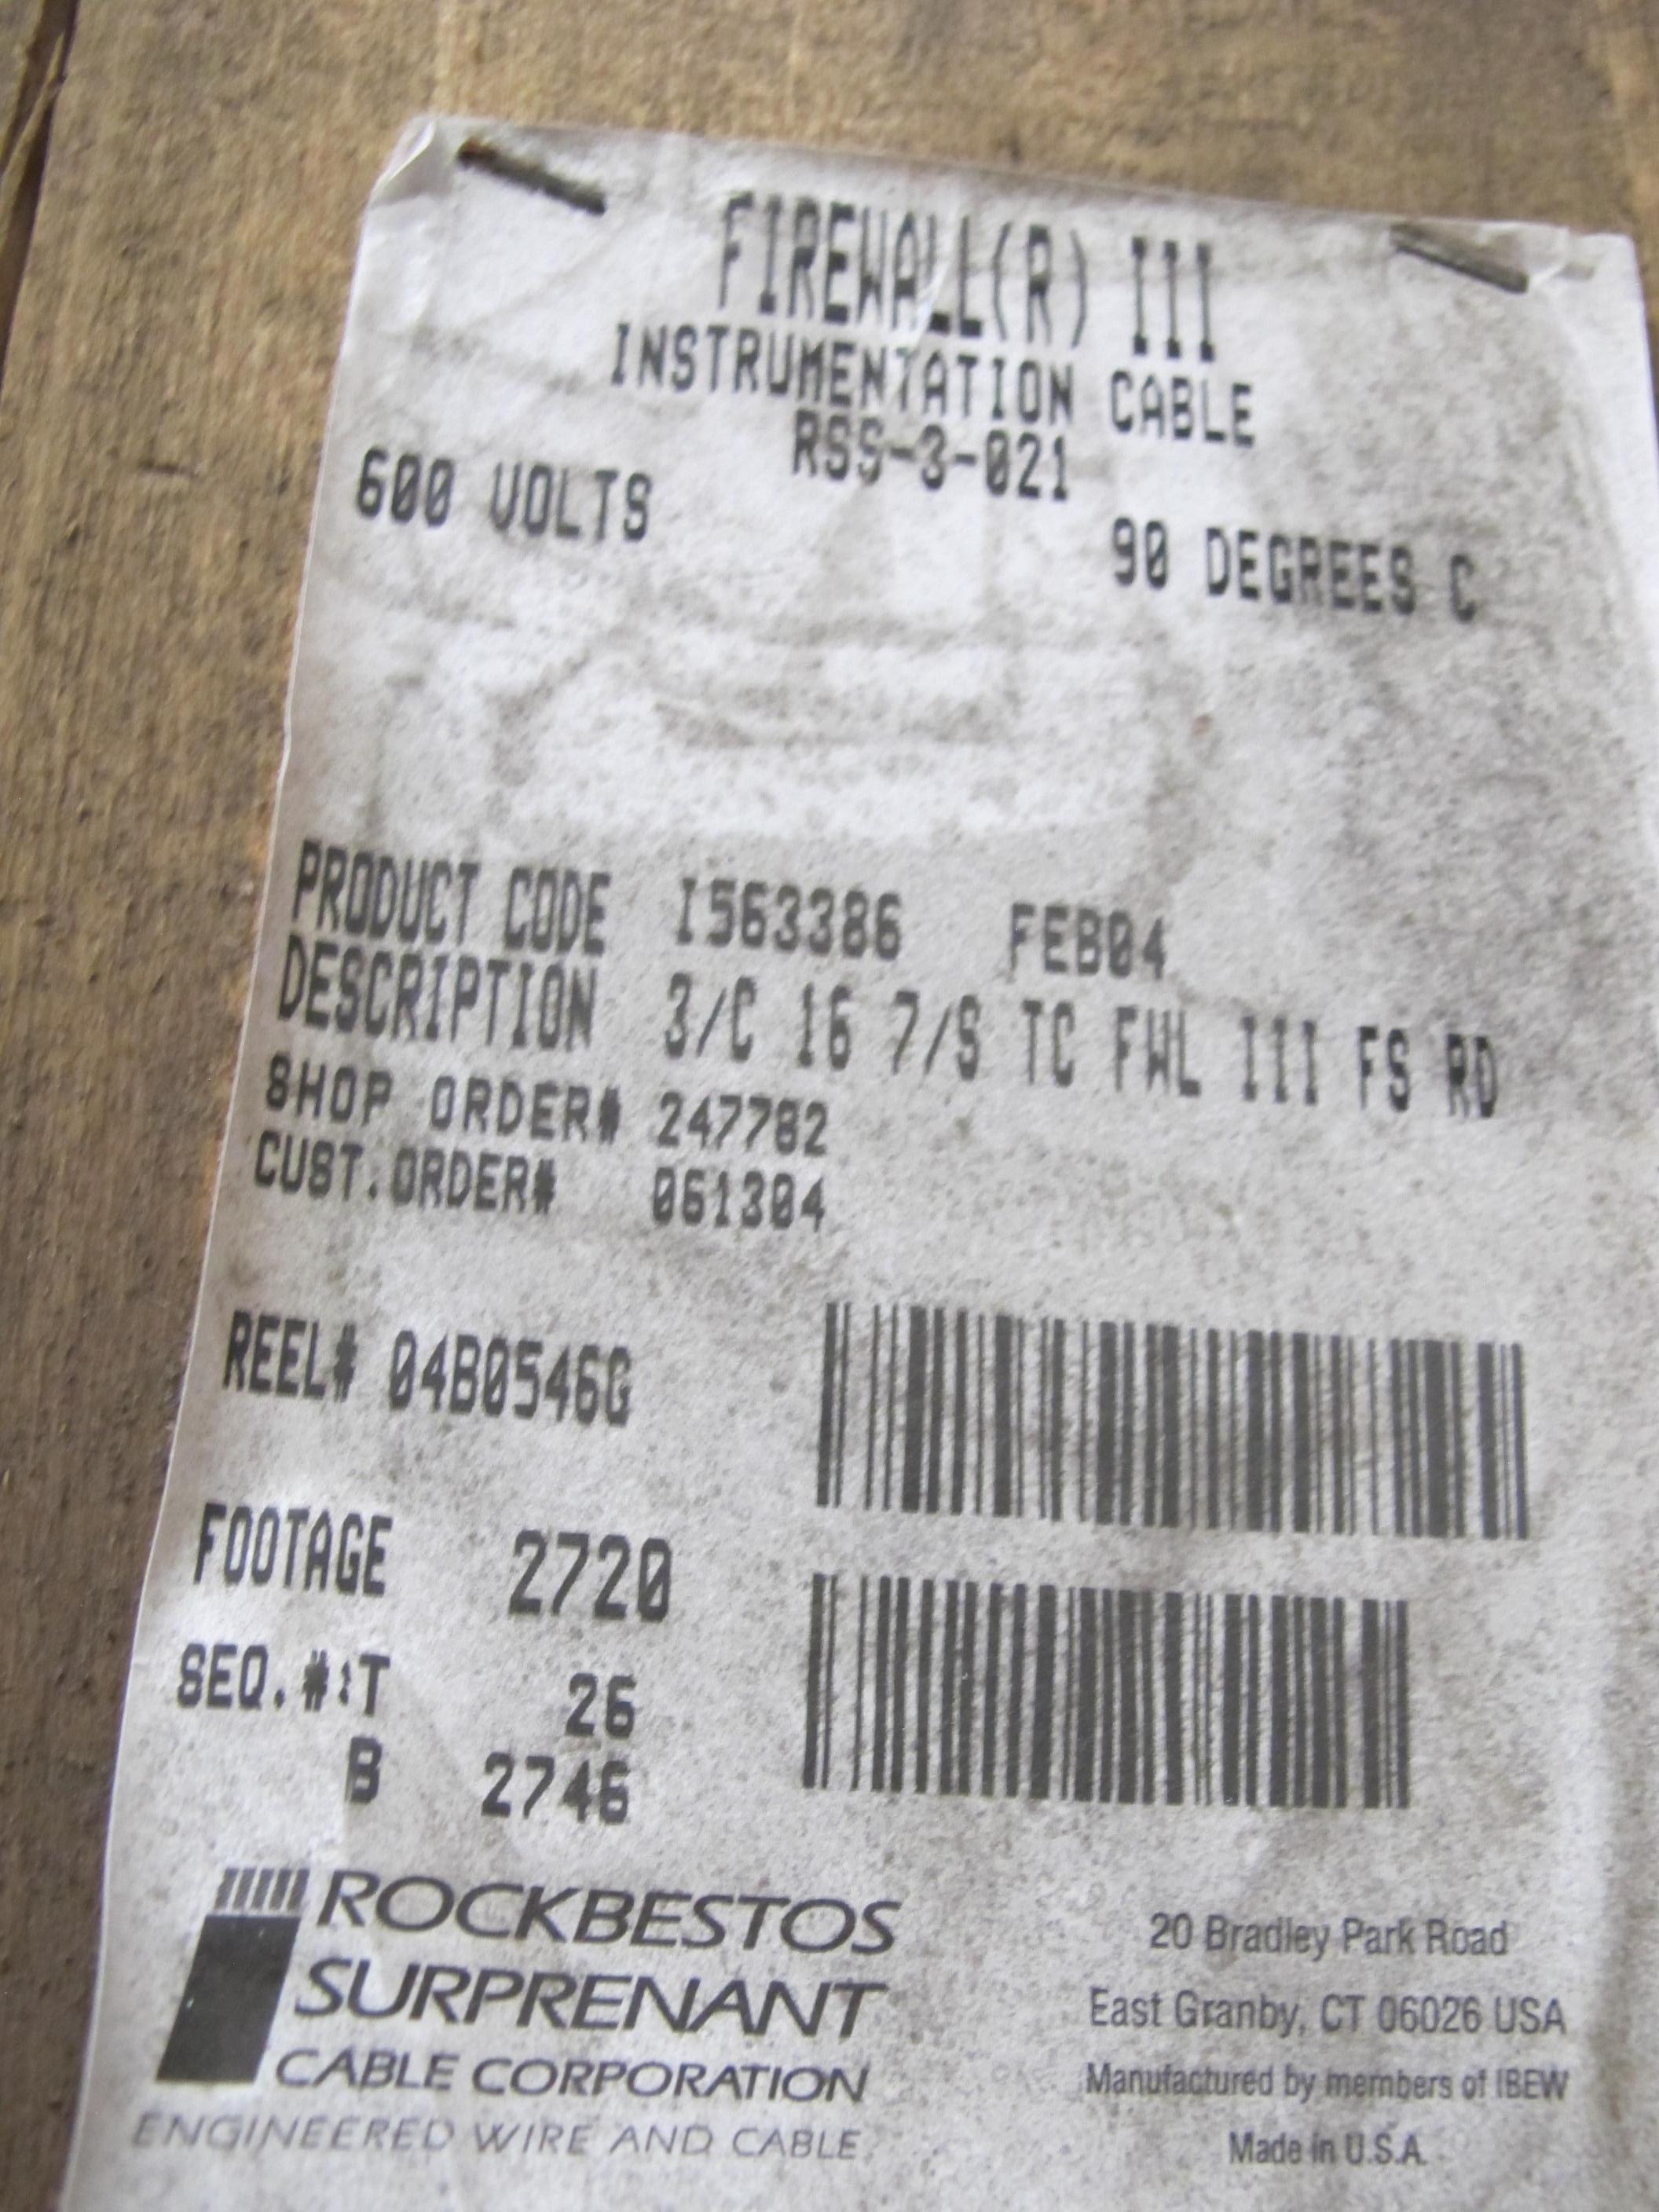 FIREWALL(R) III
INSTRUMENTATION CABLE
RSS-3-021
600 VOLTS 90 DEGREES C
PRODUCT CODE I563386 FEB04
DESCRIPTION 3/C 16 7/S TC FWL III FS RD
SHOP ORDER# 247782
CUST.ORDER# 061304
REEL# 04B0546G
FOOTAGE 2720
SEQ.#:T 26
B 2746
ROCKBESTOS
SURPRENANT
CABLE CORPORATION
ENGINEERED WIRE AND CABLE
20 Bradley Park Road
East Granby, CT 06026 USA
Manufactured by members of IBEW
Made in U.S.A.